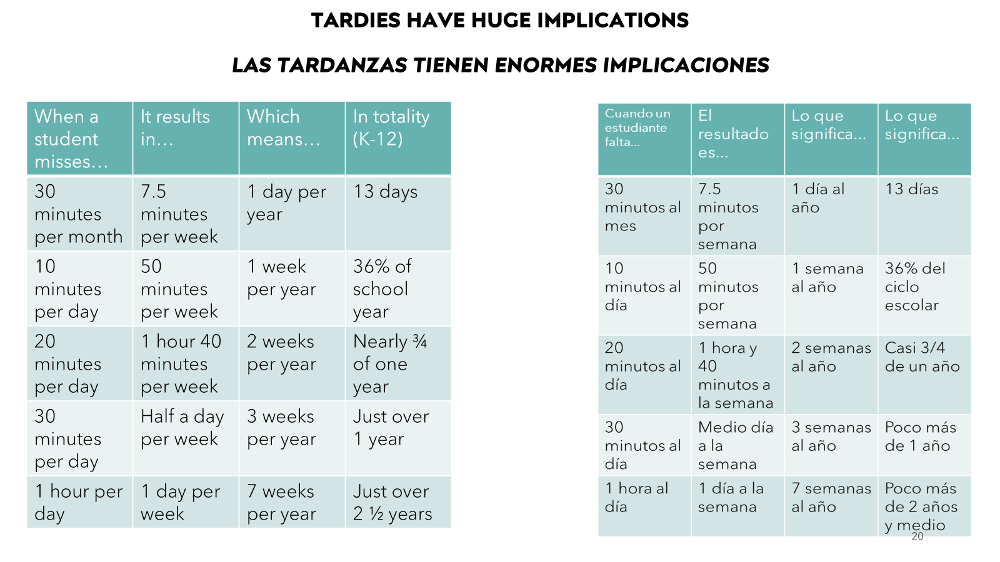 TARDIES HAVE HUGE IMPLICATIONS
LAS TARDANZAS TIENEN ENORMES IMPLICACIONES
When a
student
misses...
It results
in...
Which
means...
In totality
(K-12)
30
minutes
per month
7.5
minutes
per week
1 day per
year
13 days
10
minutes
per day
50
minutes
per week
1 week
per year
36% of
school
year
20
minutes
per day
1 hour 40
minutes
per week
2 weeks
per year
Nearly ¾
of one
year
30
minutes
per day
Half a day
per week
3 weeks
per year
Just over
1 year
1 hour per
day
1 day per
week
7 weeks
per year
Just over
2 ½ years
Cuando un
estudiante
falta...
El
resultado
es...
Lo que
significa...
Lo que
significa...
30
minutos al
mes
7.5
minutos
por
semana
1 día al
año
13 días
10
minutos al
día
50
minutos
por
semana
1 semana
al año
36% del
ciclo
escolar
20
minutos al
día
1 hora y
40
minutos a
la semana
2 semanas
al año
Casi 3/4
de un año
30
minutos al
día
Medio día
a la
semana
3 semanas
al año
Poco más
de 1 año
1 hora al
día
1 día a la
semana
7 semanas
al año
Poco más
de 2 años
y medio
20